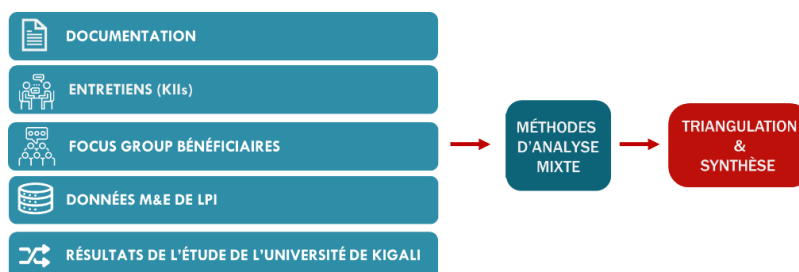 DOCUMENTATION
ENTRETIENS (KIIs)
FOCUS GROUP BÉNÉFICIAIRES
DONNÉES M&E DE LPI
RÉSULTATS DE L'ÉTUDE DE L'UNIVERSITÉ DE KIGALI
MÉTHODES
D'ANALYSE
MIXTE
TRIANGULATION
&
SYNTHÈSE